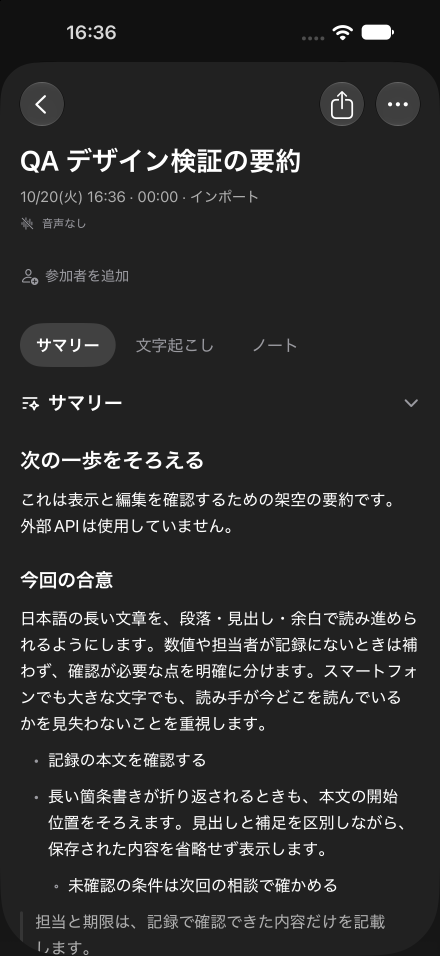 16:36
QA デザイン検証の要約
10/20(火) 16:36 · 00:00 · インポート
音声なし
参加者を追加
サマリー
文字起こし
ノート
サマリー
次の一歩をそろえる
これは表示と編集を確認するための架空の要約です。
外部APIは使用していません。
今回の合意
日本語の長い文章を、段落・見出し・余白で読み進めら
れるようにします。数値や担当者が記録にないときは補
わず、確認が必要な点を明確に分けます。スマートフォ
ンでも大きな文字でも、読み手が今どこを読んでいる
かを見失わないことを重視します。
• 記録の本文を確認する
• 長い箇条書きが折り返されるときも、本文の開始
位置をそろえます。見出しと補足を区別しながら、
保存された内容を省略せず表示します。
• 未確認の条件は次回の相談で確かめる
担当と期限は、記録で確認できた内容だけを記載
します。